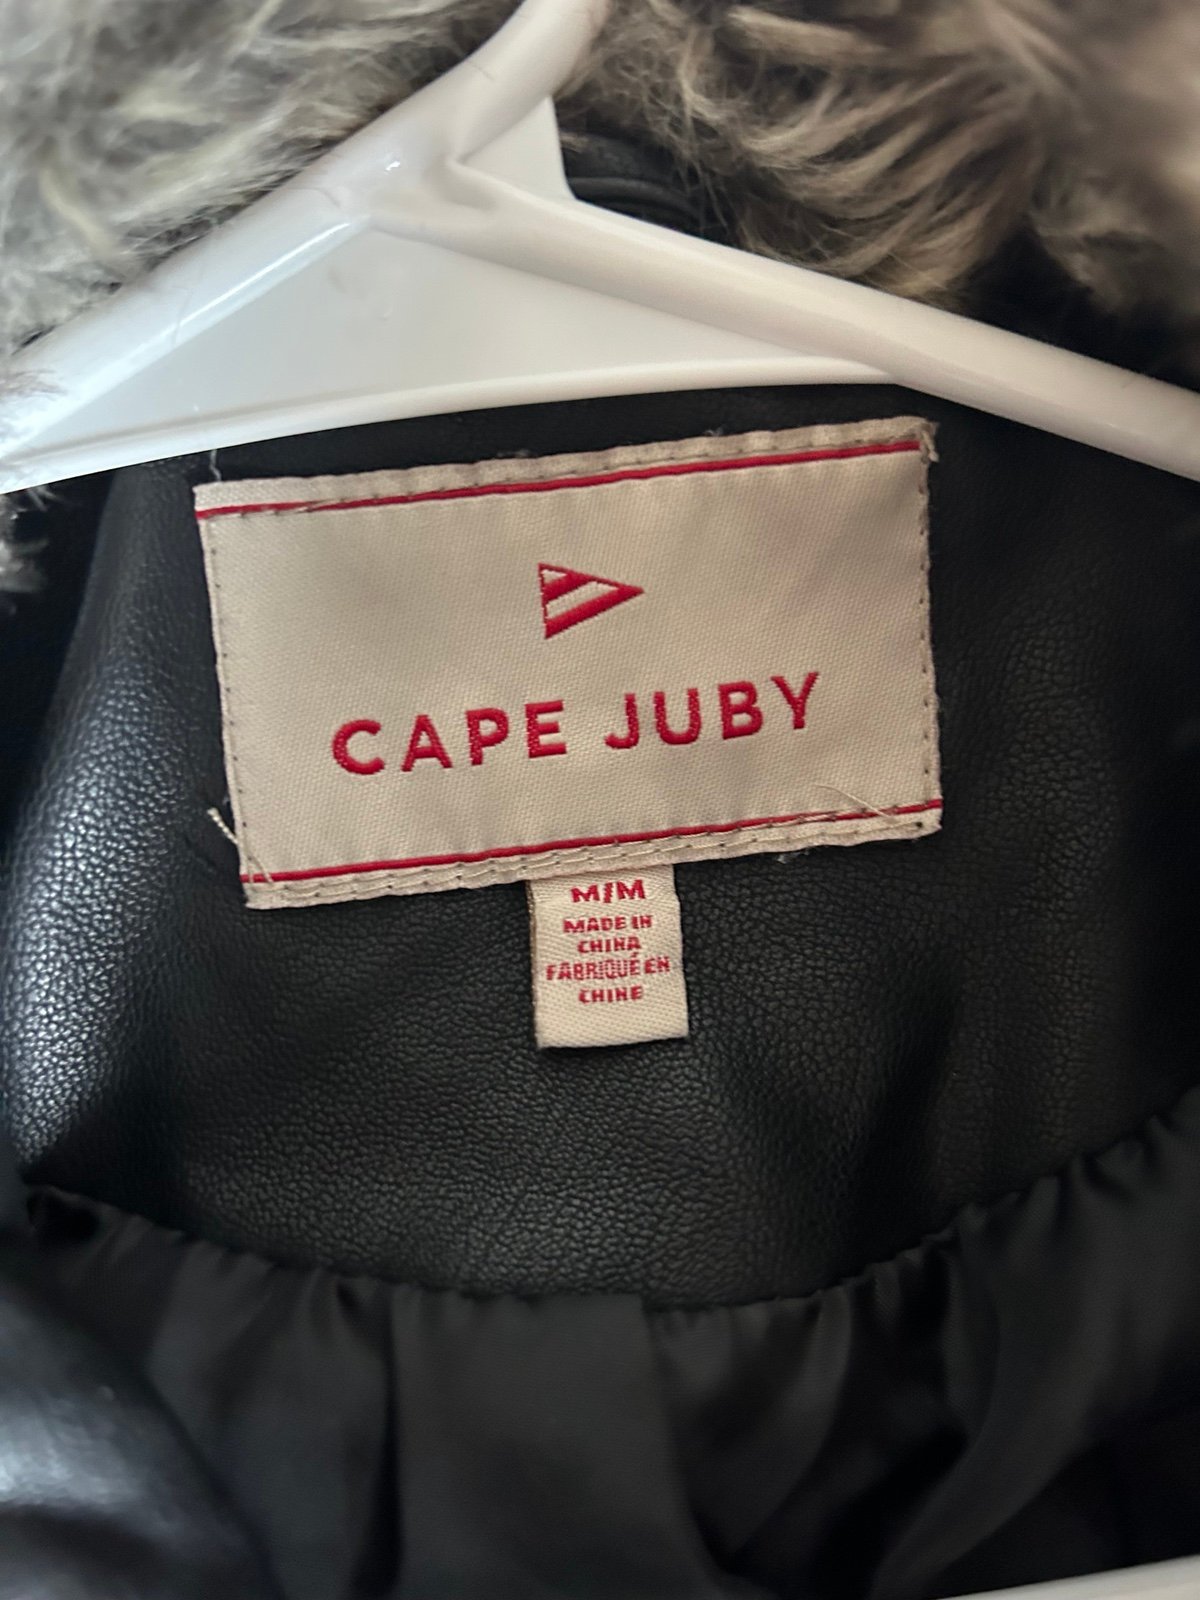 CAPE JUBY
M/M
MADE IN
CHINA
FABRIQUÉ EN
CHINE